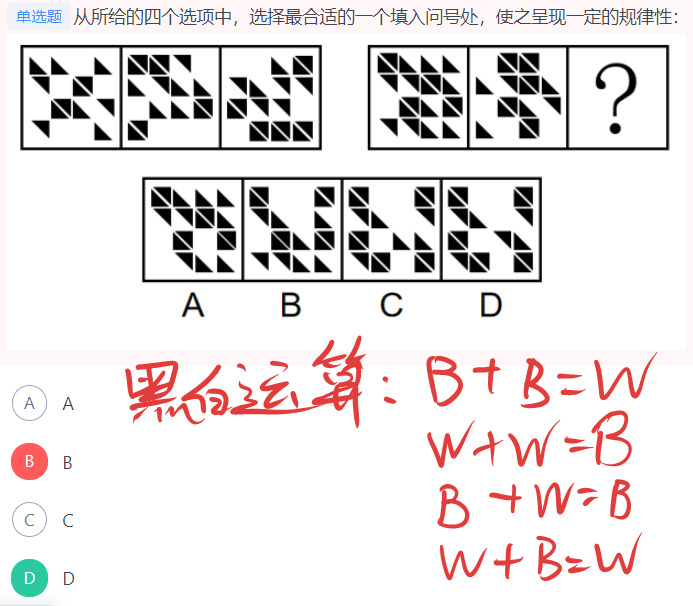 单选题 从所给的四个选项中，选择最合适的一个填入问号处，使之呈现一定的规律性：
?
A B C D
黑白运算：B + B = W
W + W = B
B + W = B
W + B = W
A A
B B
C C
D D